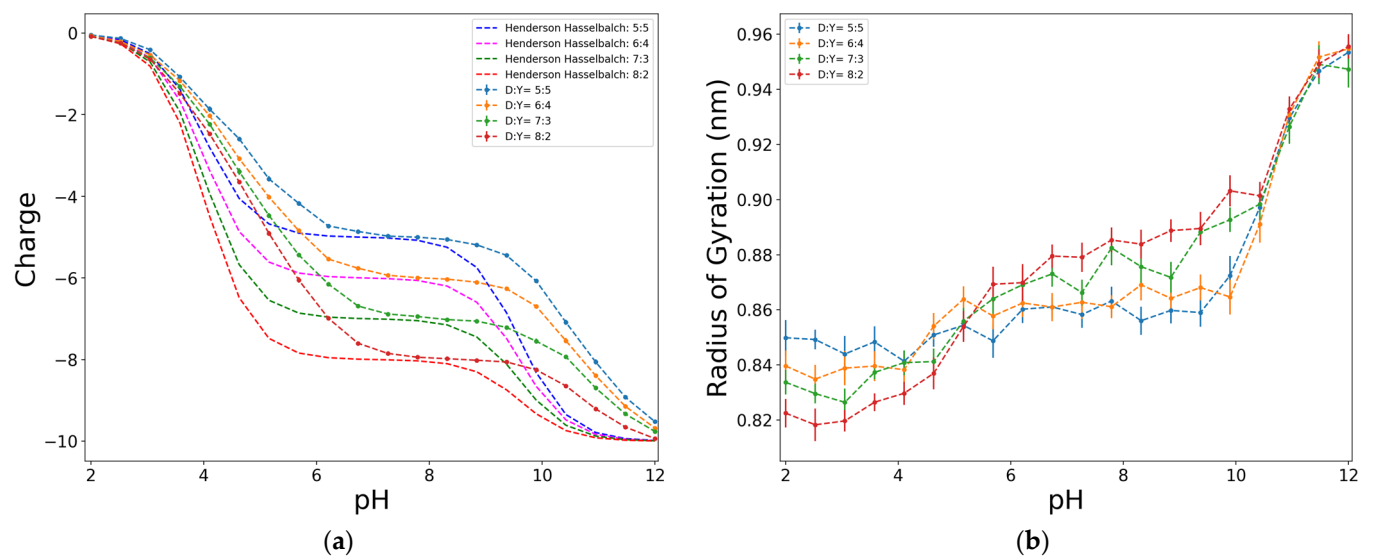 Henderson Hasselbalch: 5:5
Henderson Hasselbalch: 6:4
Henderson Hasselbalch: 7:3
Henderson Hasselbalch: 8:2
D:Y= 5:5
D:Y= 6:4
D:Y= 7:3
D:Y= 8:2
0
−2
−4
−6
−8
−10
Charge
2 4 6 8 10 12
pH
(a)
D:Y= 5:5
D:Y= 6:4
D:Y= 7:3
D:Y= 8:2
0.96
0.94
0.92
0.90
0.88
0.86
0.84
0.82
Radius of Gyration (nm)
2 4 6 8 10 12
pH
(b)